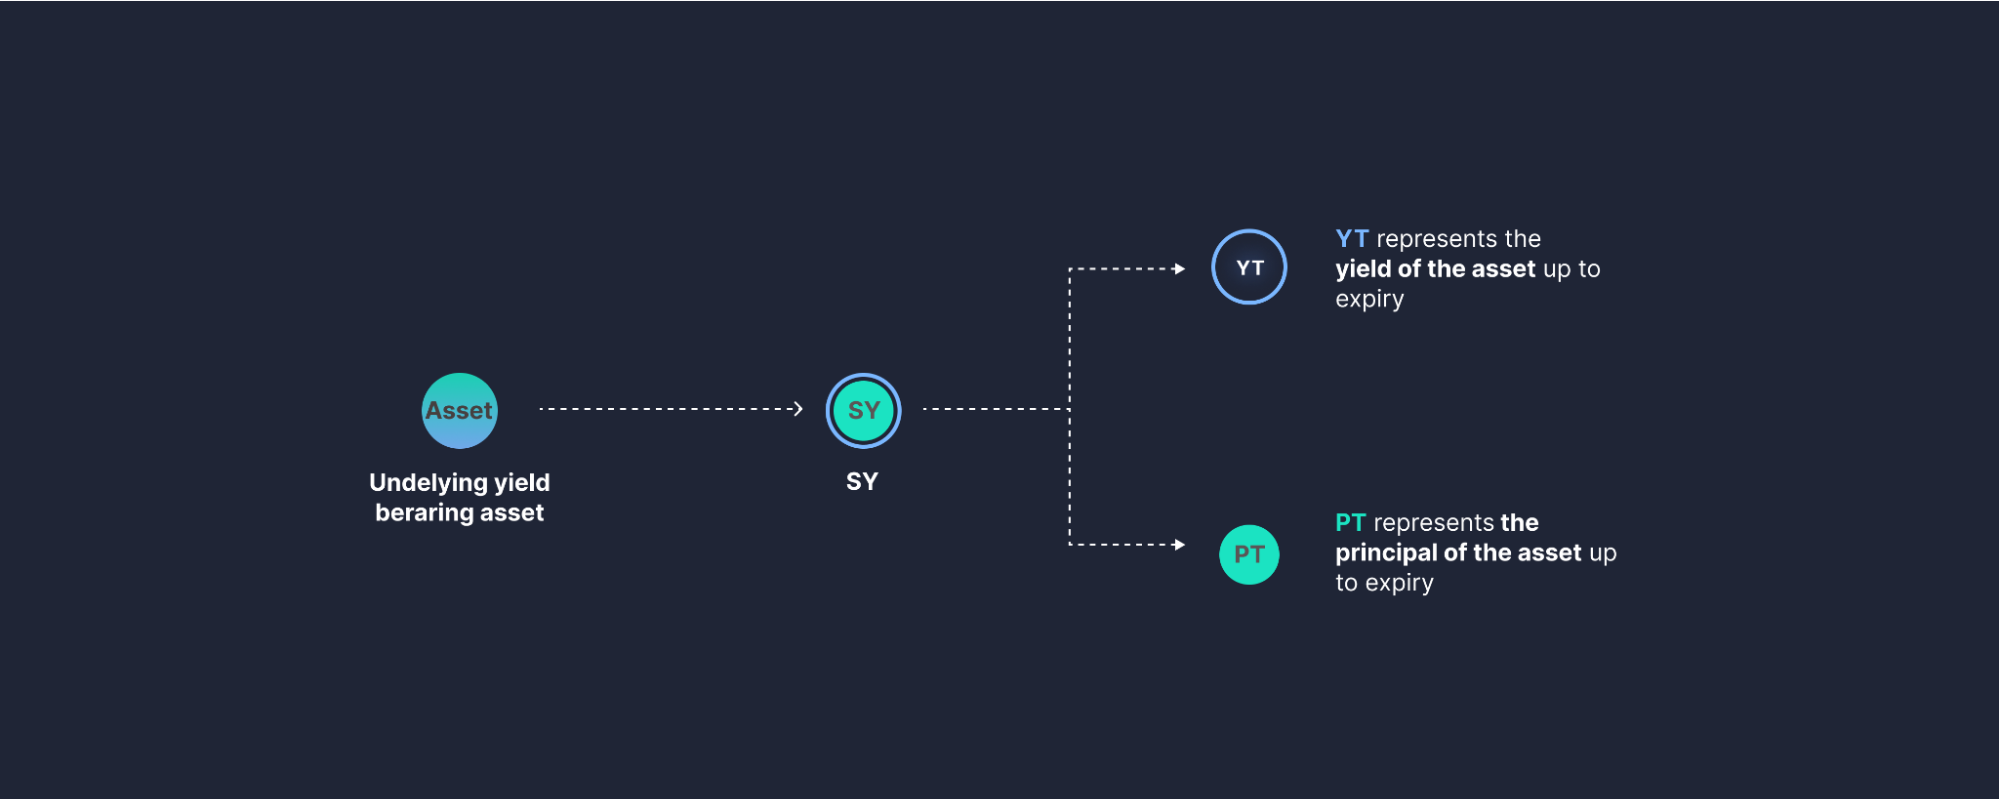 Asset
Undelying yield
beraring asset
SY
SY
YT
YT represents the
yield of the asset up to
expiry
PT
PT represents the
principal of the asset up
to expiry